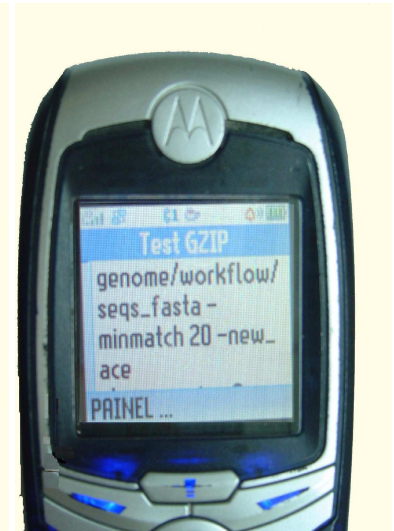 Test GZIP
genome/workflow/
seqs_fasta -
minmatch 20 -new_
ace
PAINEL ...